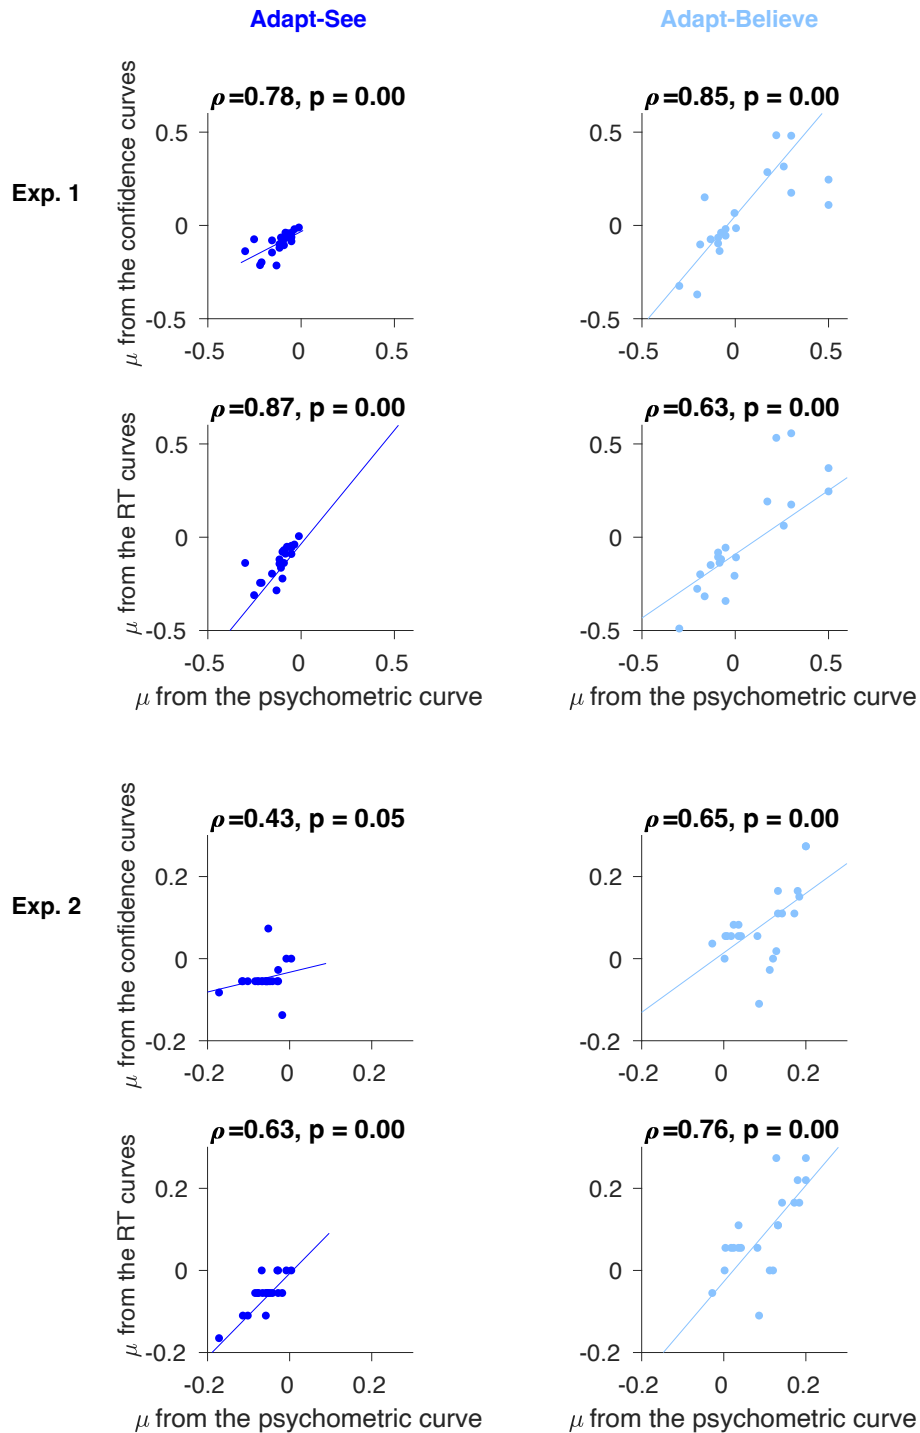 Adapt-See
Adapt-Believe
Exp. 1
μ from the confidence curves
ρ=0.78, p = 0.00
0.5
0
-0.5
-0.5
0
0.5
ρ=0.85, p = 0.00
0.5
0
-0.5
-0.5
0
0.5
μ from the RT curves
ρ=0.87, p = 0.00
0.5
0
-0.5
-0.5
0
0.5
μ from the psychometric curve
ρ=0.63, p = 0.00
0.5
0
-0.5
-0.5
0
0.5
μ from the psychometric curve
Exp. 2
μ from the confidence curves
ρ=0.43, p = 0.05
0.2
0
-0.2
-0.2
0
0.2
ρ=0.65, p = 0.00
0.2
0
-0.2
-0.2
0
0.2
μ from the RT curves
ρ=0.63, p = 0.00
0.2
0
-0.2
-0.2
0
0.2
μ from the psychometric curve
ρ=0.76, p = 0.00
0.2
0
-0.2
-0.2
0
0.2
μ from the psychometric curve